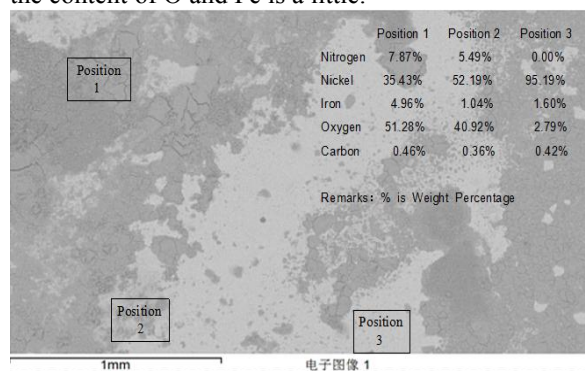 the content of O and Fe is a little.
Position 1 Position 2 Position 3
Nitrogen 7.87% 5.49% 0.00%
Nickel 35.43% 52.19% 95.19%
Iron 4.96% 1.04% 1.60%
Oxygen 51.28% 40.92% 2.79%
Carbon 0.46% 0.36% 0.42%
Remarks: % is Weight Percentage
Position
1
Position
2
Position
3
1mm
电子图像 1